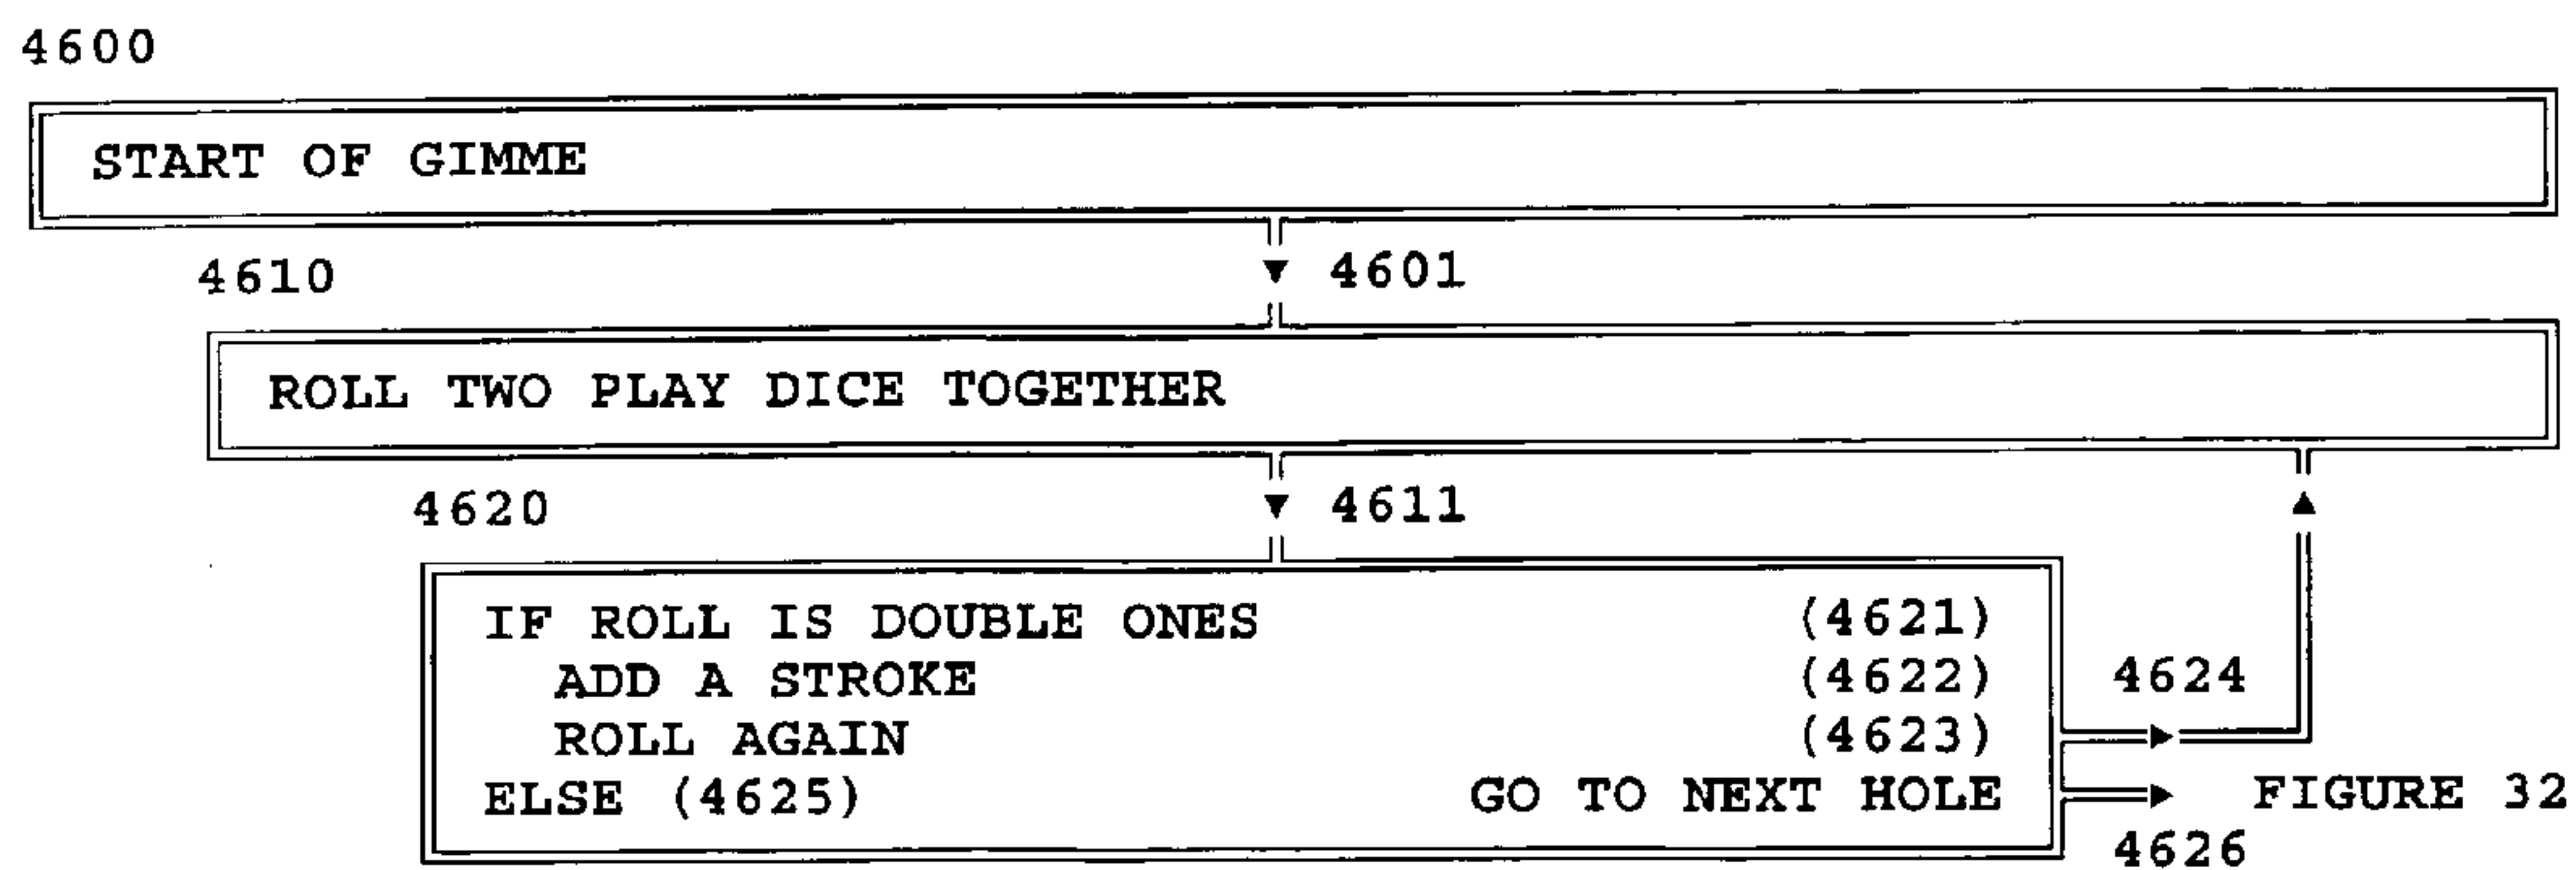 4600
START OF GIMME
4610 4601
ROLL TWO PLAY DICE TOGETHER
4620 4611
IF ROLL IS DOUBLE ONES (4621)
ADD A STROKE (4622) 4624
ROLL AGAIN (4623)
ELSE (4625) GO TO NEXT HOLE FIGURE 32
4626